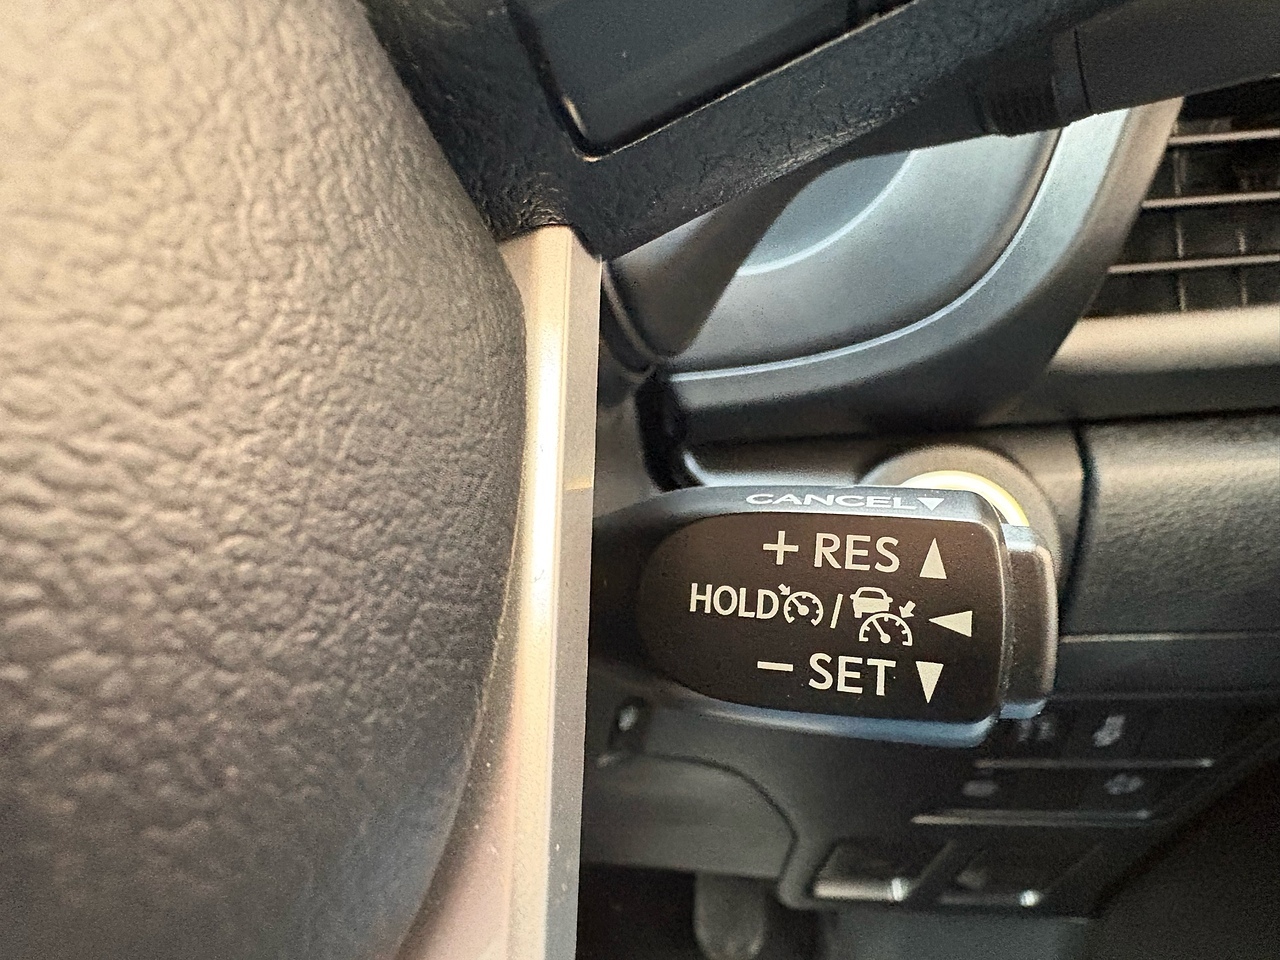 CANCEL▼
+ RES ▲
HOLD / ◀
− SET ▼